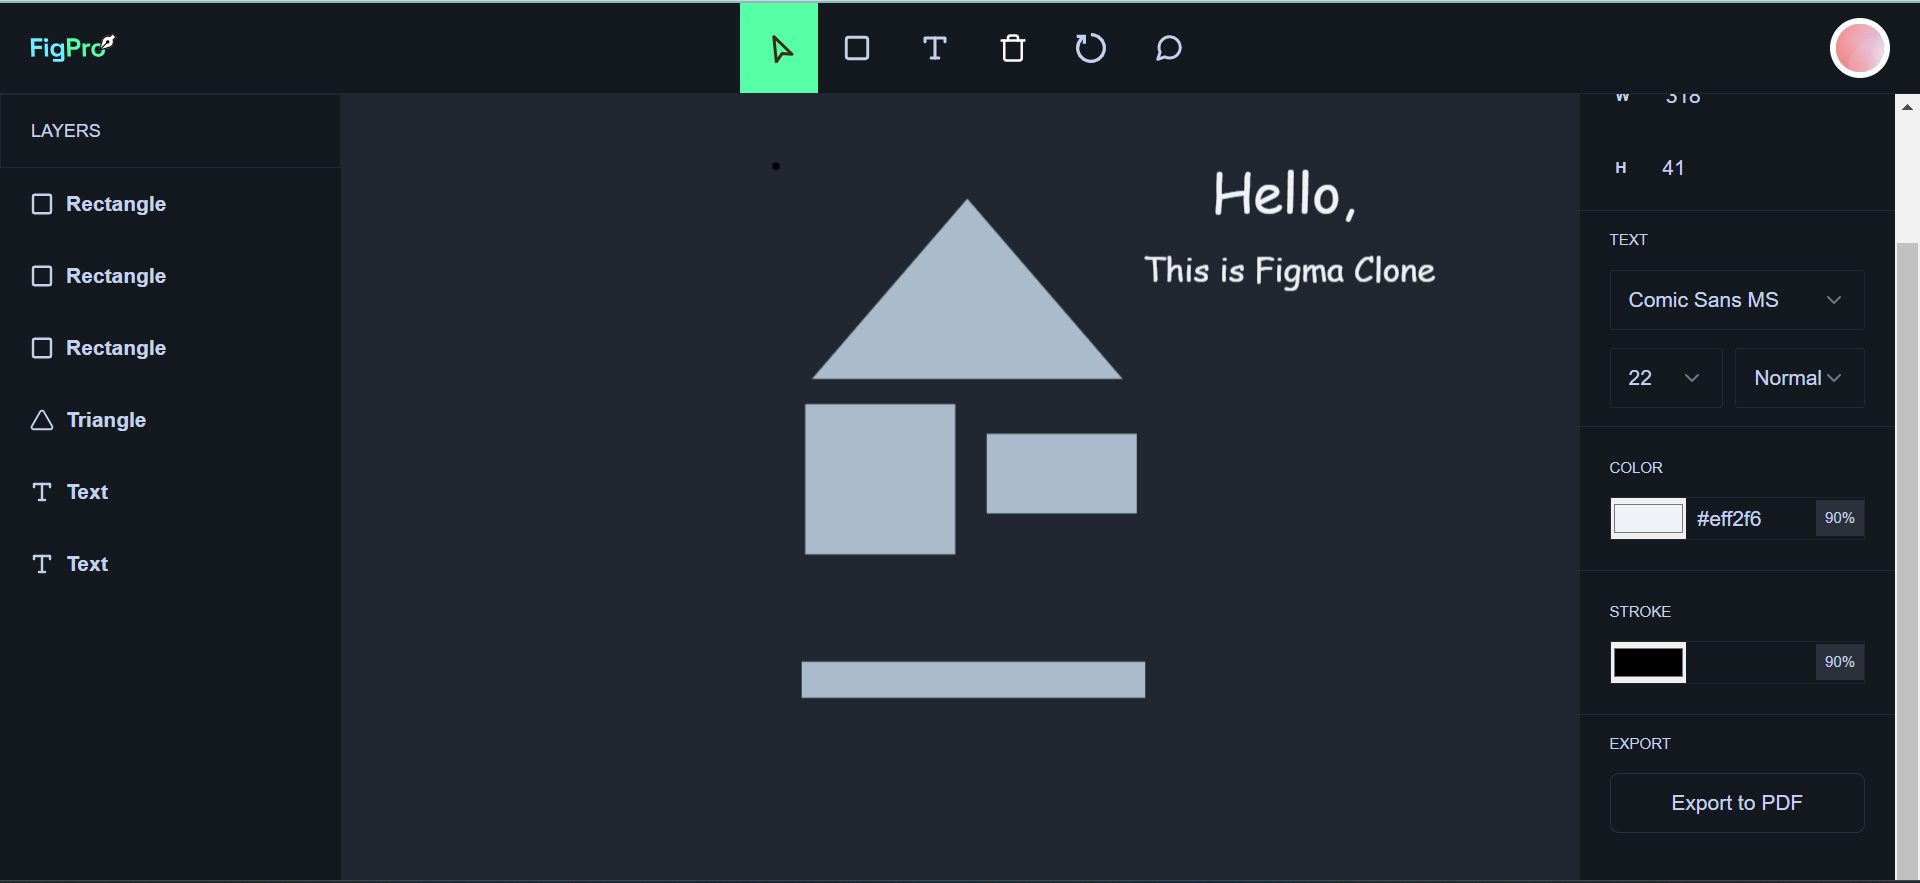 FigPro
LAYERS
Rectangle
Rectangle
Rectangle
Triangle
Text
Text
Hello,
This is Figma Clone
W 318
H 41
TEXT
Comic Sans MS
22 Normal
COLOR
#eff2f6 90%
STROKE
90%
EXPORT
Export to PDF